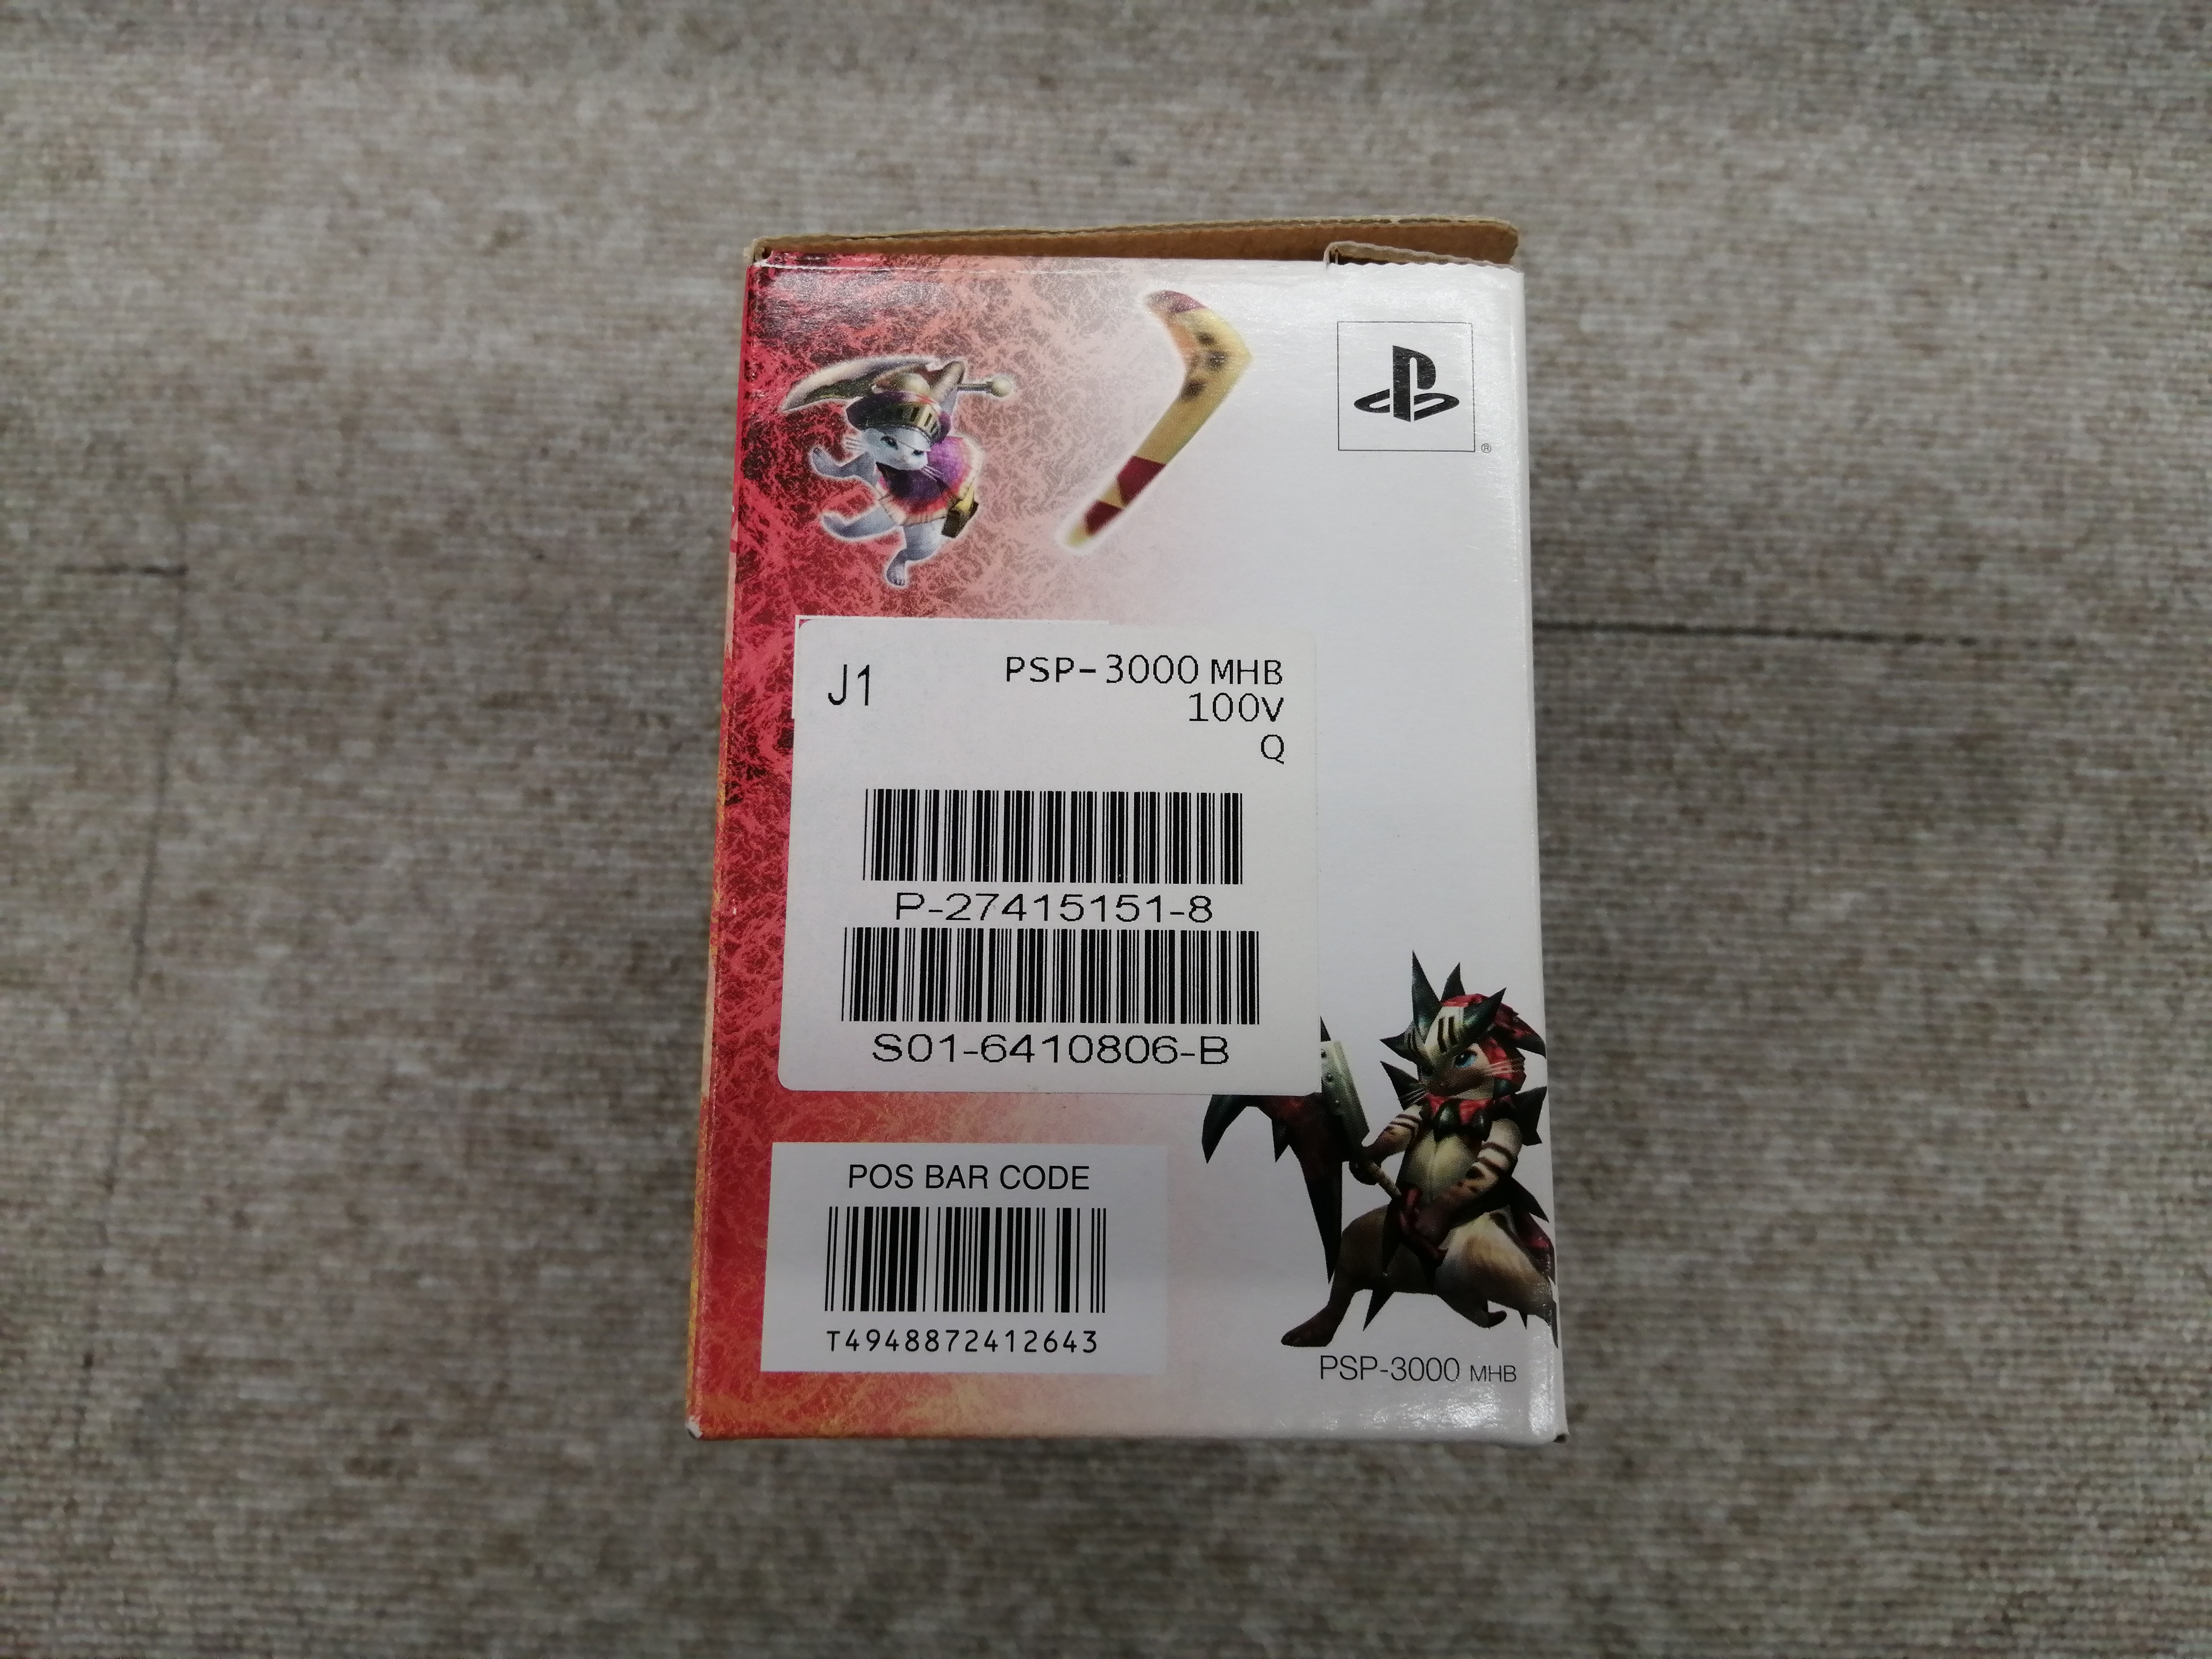 ®
J1 PSP-3000 MHB
100V
Q
P-27415151-8
S01-6410806-B
POS BAR CODE
T4948872412643
PSP-3000 MHB